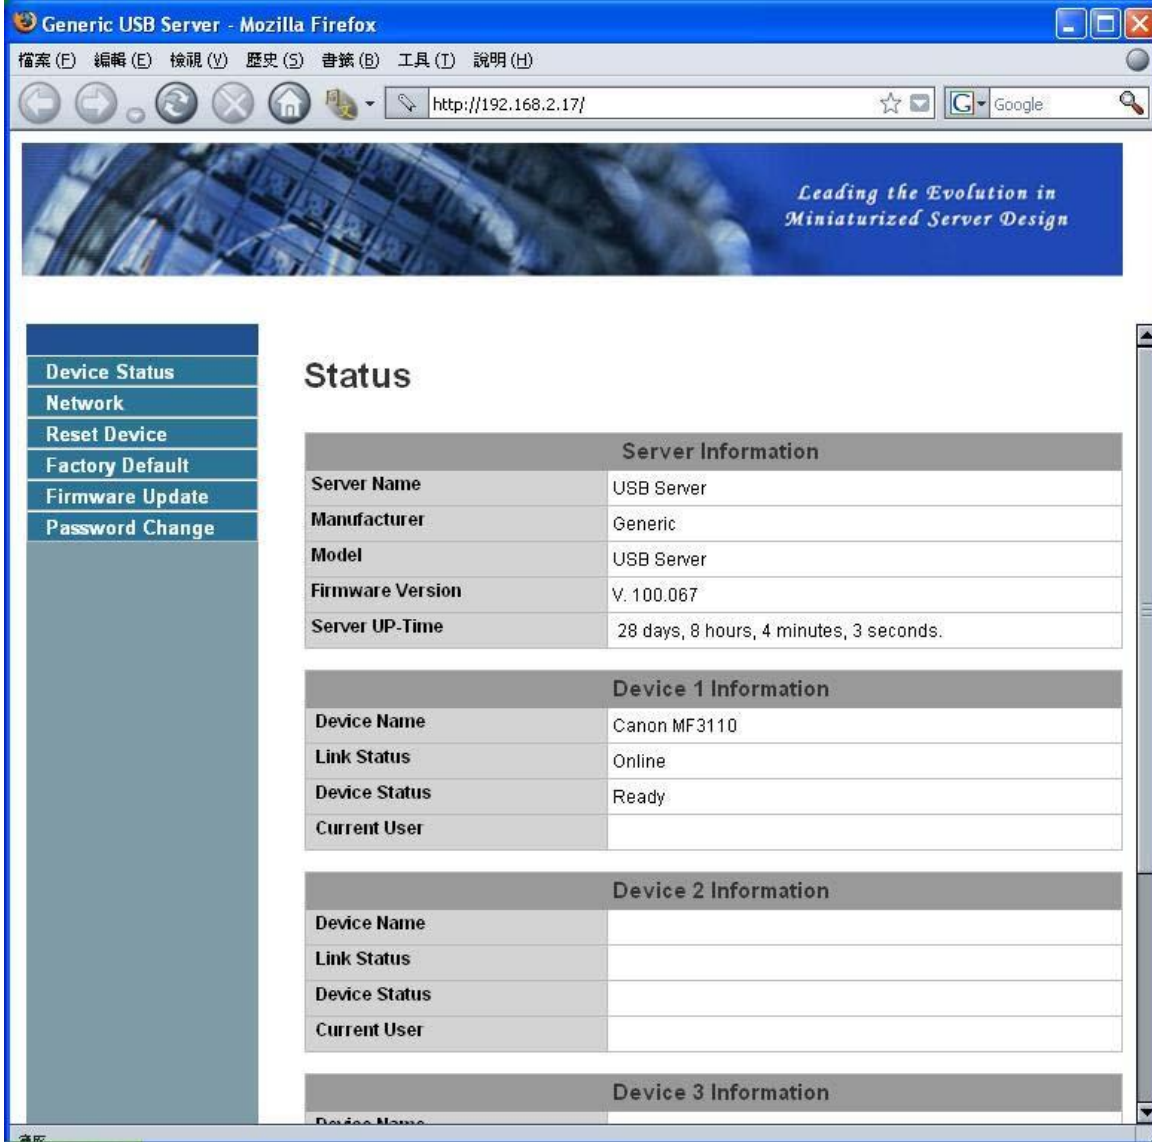 Generic USB Server - Mozilla Firefox
檔案(F) 編輯(E) 檢視(V) 歷史(S) 書籤(B) 工具(T) 說明(H)
http://192.168.2.17/ G Google
Leading the Evolution in
Miniaturized Server Design
Device Status
Network
Reset Device
Factory Default
Firmware Update
Password Change
Status
Server Information
Server Name USB Server
Manufacturer Generic
Model USB Server
Firmware Version V. 100.067
Server UP-Time 28 days, 8 hours, 4 minutes, 3 seconds.
Device 1 Information
Device Name Canon MF3110
Link Status Online
Device Status Ready
Current User
Device 2 Information
Device Name
Link Status
Device Status
Current User
Device 3 Information
Device Name